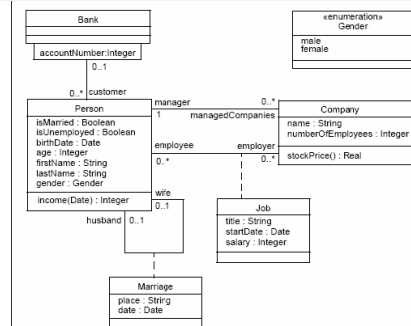 Bank
accountNumber:Integer
0..1
0..* customer
«enumeration»
Gender
male
female
Person
isMarried : Boolean
isUnemployed : Boolean
birthDate : Date
age : Integer
firstName : String
lastName : String
gender : Gender
income(Date) : Integer
manager 0..*
1 managedCompanies
employee employer
0..* 0..*
Company
name : String
numberOfEmployees : Integer
stockPrice() : Real
wife
0..1
husband 0..1
Job
title : String
startDate : Date
salary : Integer
Marriage
place : String
date : Date